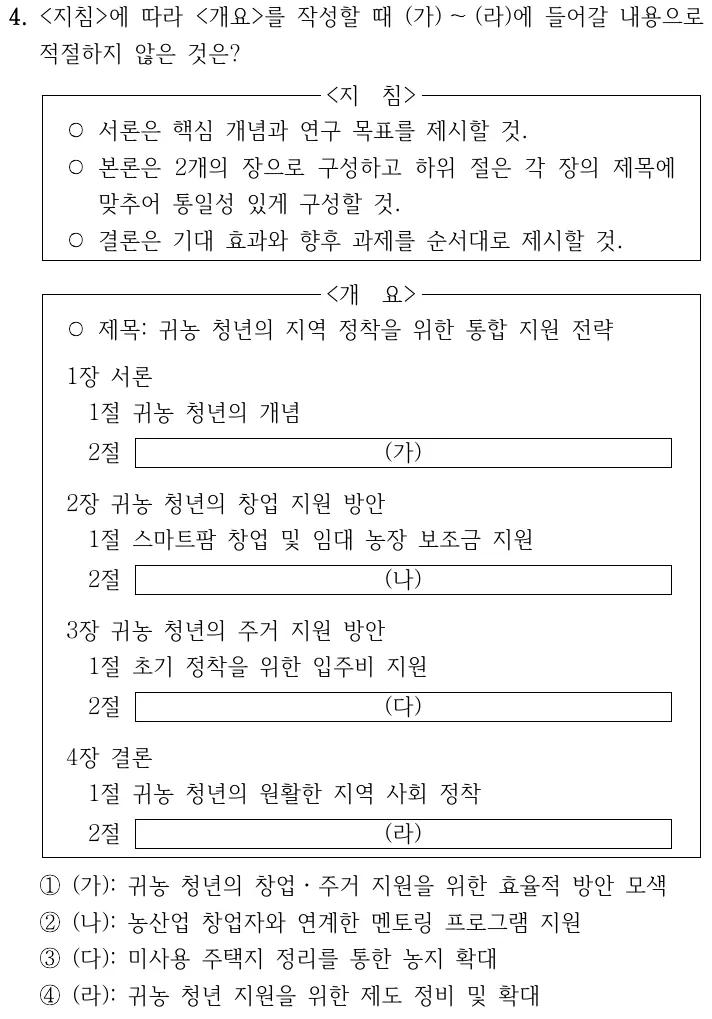 4. <지침>에 따라 <개요>를 작성할 때 (가) ~ (라)에 들어갈 내용으로
적절하지 않은 것은?
<지 침>
○ 서론은 핵심 개념과 연구 목표를 제시할 것.
○ 본론은 2개의 장으로 구성하고 하위 절은 각 장의 제목에
맞추어 통일성 있게 구성할 것.
○ 결론은 기대 효과와 향후 과제를 순서대로 제시할 것.
<개 요>
○ 제목: 귀농 청년의 지역 정착을 위한 통합 지원 전략
1장 서론
1절 귀농 청년의 개념
2절 (가)
2장 귀농 청년의 창업 지원 방안
1절 스마트팜 창업 및 임대 농장 보조금 지원
2절 (나)
3장 귀농 청년의 주거 지원 방안
1절 초기 정착을 위한 입주비 지원
2절 (다)
4장 결론
1절 귀농 청년의 원활한 지역 사회 정착
2절 (라)
① (가): 귀농 청년의 창업・주거 지원을 위한 효율적 방안 모색
② (나): 농산업 창업자와 연계한 멘토링 프로그램 지원
③ (다): 미사용 주택지 정리를 통한 농지 확대
④ (라): 귀농 청년 지원을 위한 제도 정비 및 확대